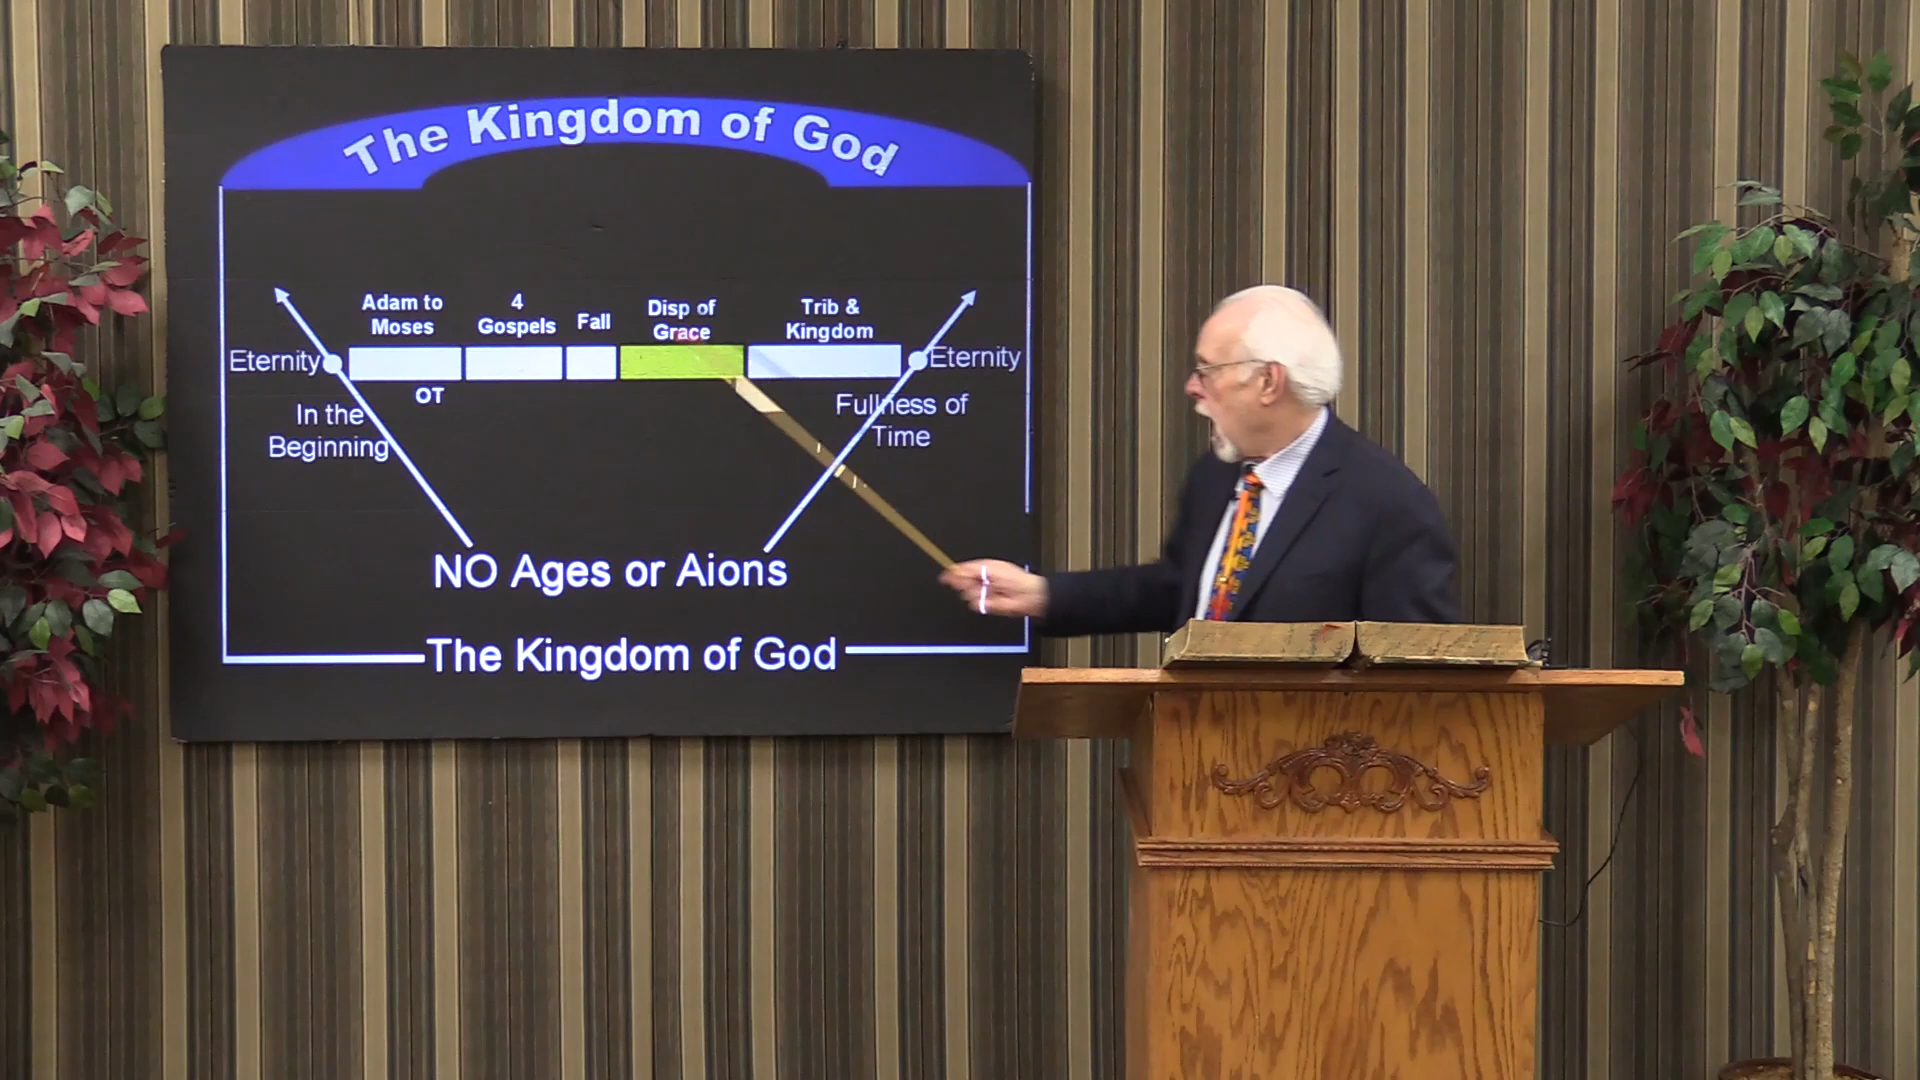 The Kingdom of God
Adam to
Moses
4
Gospels
Fall
Disp of
Grace
Trib &
Kingdom
Eternity
Eternity
OT
In the
Beginning
Fullness of
Time
NO Ages or Aions
The Kingdom of God